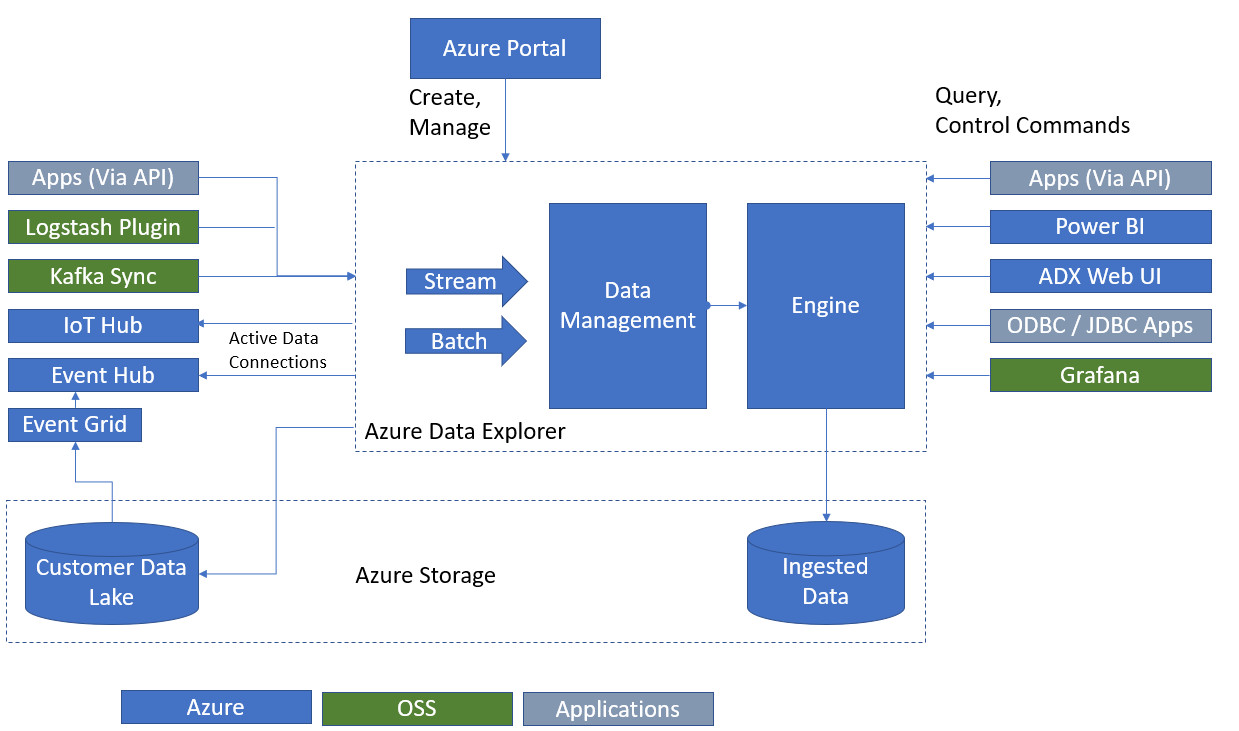 Azure Portal
Create,
Manage
Query,
Control Commands
Apps (Via API)
Logstash Plugin
Kafka Sync
IoT Hub
Event Hub
Event Grid
Active Data
Connections
Stream
Batch
Data
Management
Engine
Azure Data Explorer
Apps (Via API)
Power BI
ADX Web UI
ODBC / JDBC Apps
Grafana
Customer Data
Lake
Azure Storage
Ingested
Data
Azure
OSS
Applications